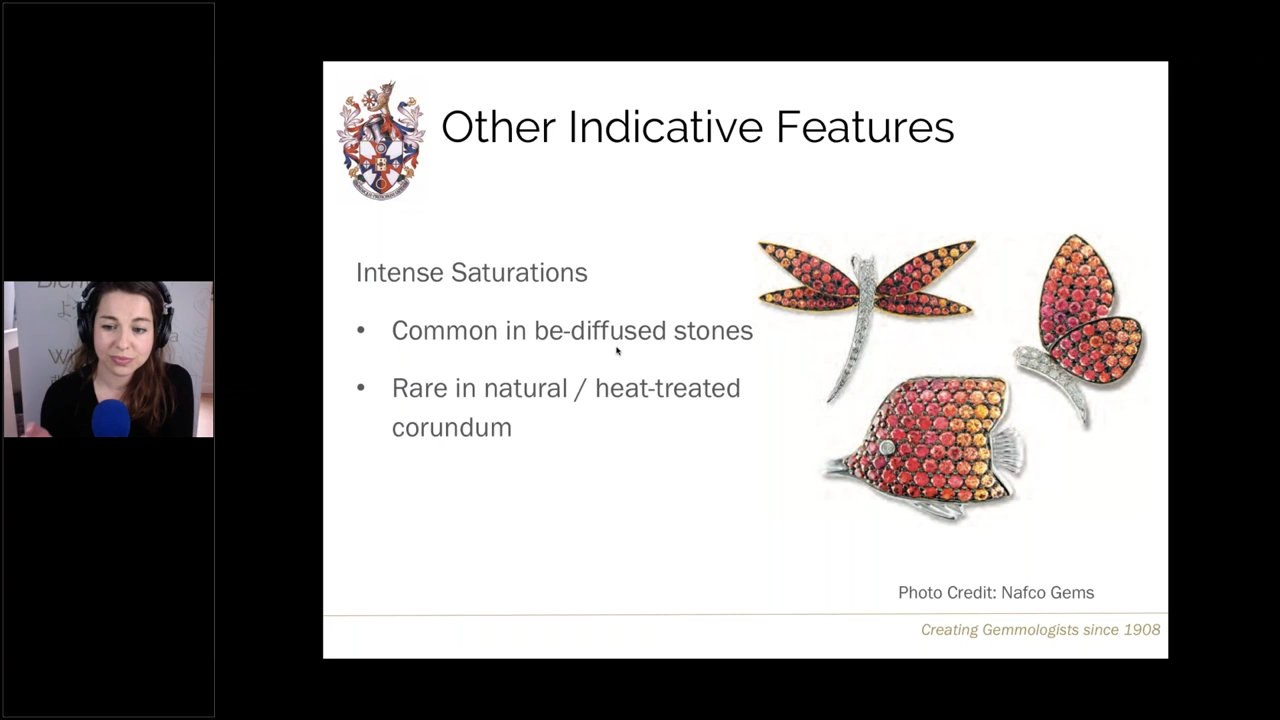 Other Indicative Features
Intense Saturations
• Common in be-diffused stones
• Rare in natural / heat-treated
corundum
Photo Credit: Nafco Gems
Creating Gemmologists since 1908